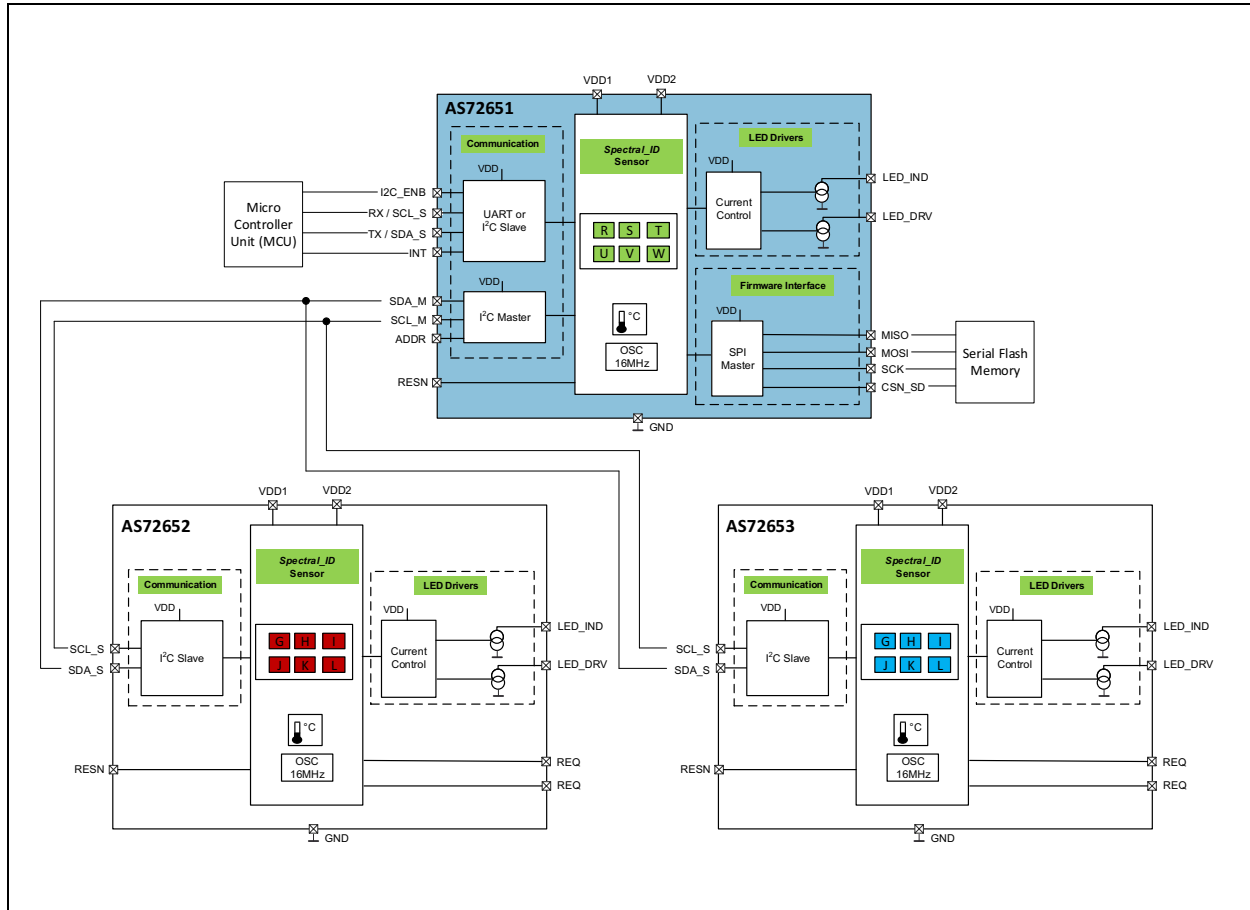 VDD1
VDD2
AS72651
Communication
VDD
UART or
I²C Slave
VDD
I²C Master
Spectral_ID
Sensor
R S T
U V W
°C
OSC
16MHz
LED Drivers
VDD
Current
Control
LED_IND
LED_DRV
Firmware Interface
VDD
SPI
Master
MISO
MOSI
SCK
CSN_SD
Serial Flash
Memory
Micro
Controller
Unit (MCU)
I2C_ENB
RX / SCL_S
TX / SDA_S
INT
SDA_M
SCL_M
ADDR
RESN
GND
VDD1
VDD2
AS72652
Communication
VDD
I²C Slave
SCL_S
SDA_S
RESN
Spectral_ID
Sensor
G H I
J K L
°C
OSC
16MHz
LED Drivers
VDD
Current
Control
LED_IND
LED_DRV
REQ
REQ
GND
VDD1
VDD2
AS72653
Communication
VDD
I²C Slave
SCL_S
SDA_S
RESN
Spectral_ID
Sensor
G H I
J K L
°C
OSC
16MHz
LED Drivers
VDD
Current
Control
LED_IND
LED_DRV
REQ
REQ
GND